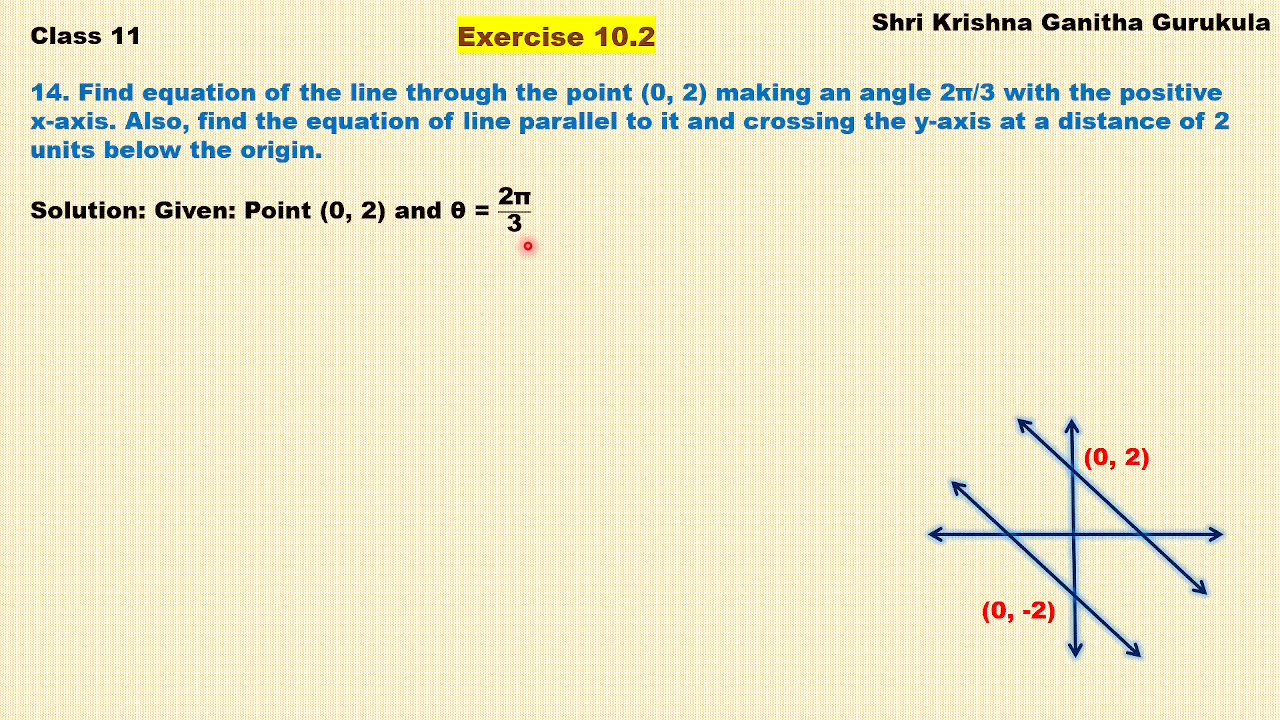 Class 11
Exercise 10.2
Shri Krishna Ganitha Gurukula
14. Find equation of the line through the point (0, 2) making an angle 2π/3 with the positive
x-axis. Also, find the equation of line parallel to it and crossing the y-axis at a distance of 2
units below the origin.
Solution: Given: Point (0, 2) and θ = 2π/3
(0, 2)
(0, -2)